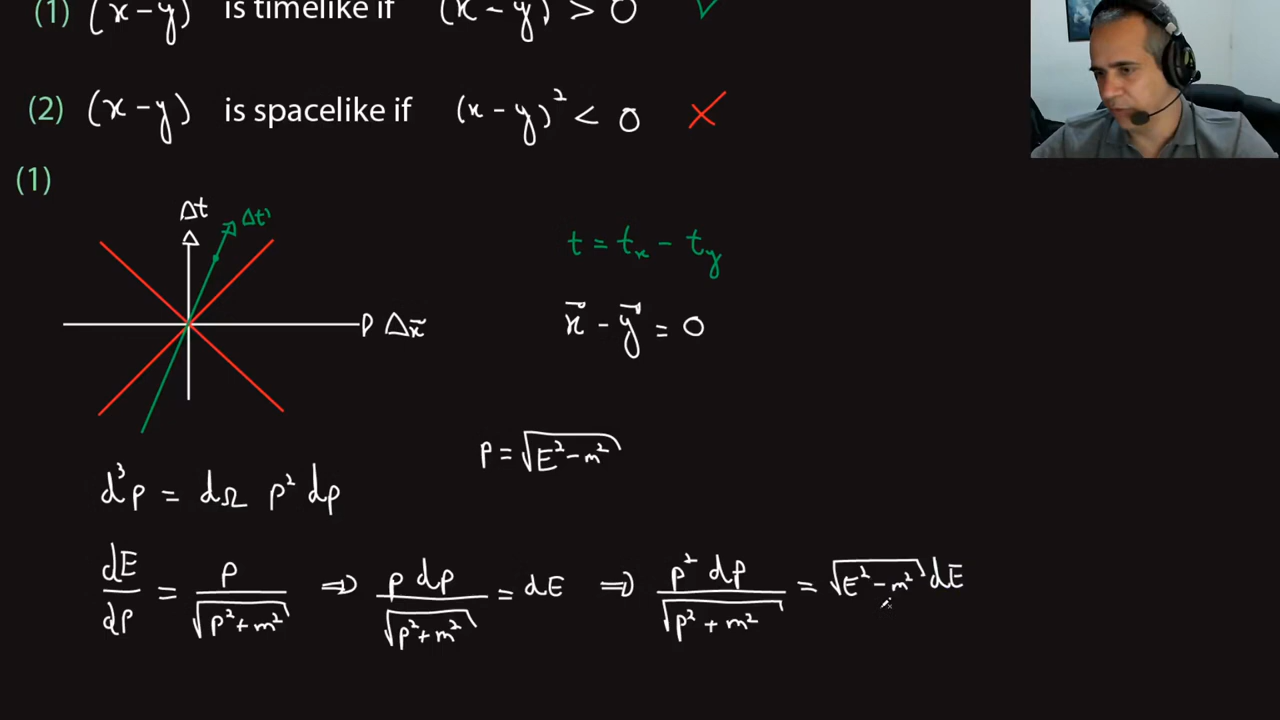 (1) (x − y) is timelike if (x − y) > 0 ✓
(2) (x − y) is spacelike if (x − y)² < 0 ✗
(1)
Δt
Δt'
Δx⃗
t = tₓ − t_y
x⃗ − y⃗ = 0
p = √(E² − m²)
d³p = dΩ p² dp
dE/dp = p/√(p² + m²) ⇒ p dp/√(p² + m²) = dE ⇒ p² dp/√(p² + m²) = √(E² − m²) dE